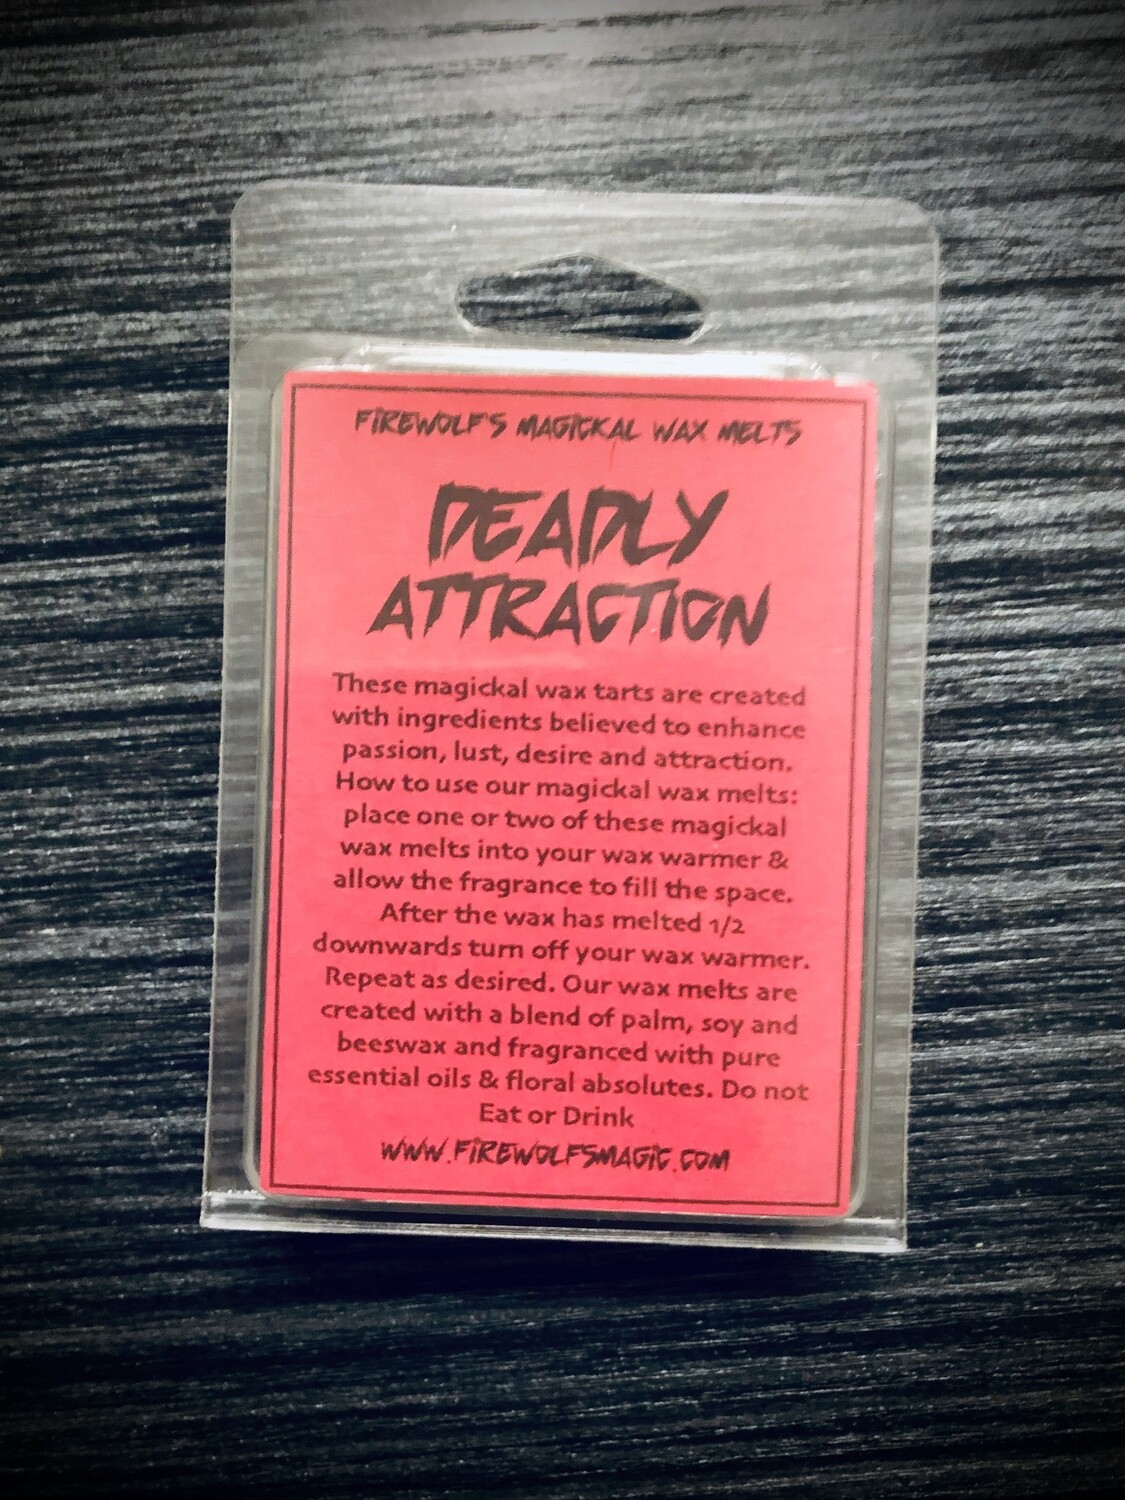 FIREWOLF'S MAGICKAL WAX MELTS
DEADLY
ATTRACTION
These magickal wax tarts are created
with ingredients believed to enhance
passion, lust, desire and attraction.
How to use our magickal wax melts:
place one or two of these magickal
wax melts into your wax warmer &
allow the fragrance to fill the space.
After the wax has melted 1/2
downwards turn off your wax warmer.
Repeat as desired. Our wax melts are
created with a blend of palm, soy and
beeswax and fragranced with pure
essential oils & floral absolutes. Do not
Eat or Drink
WWW.FIREWOLFSMAGIC.COM